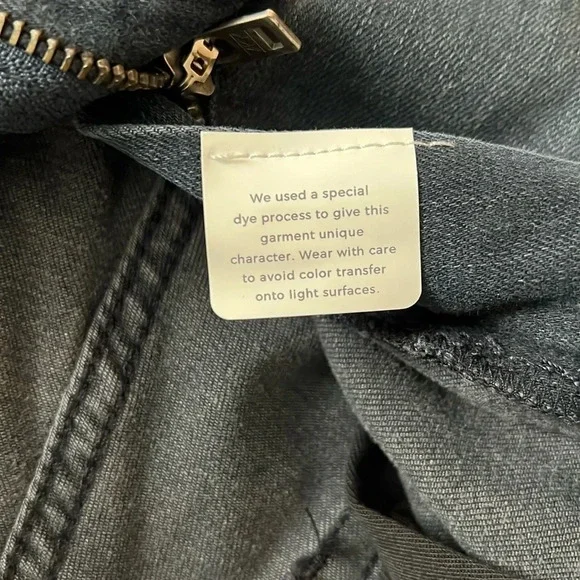 We used a special
dye process to give this
garment unique
character. Wear with care
to avoid color transfer
onto light surfaces.